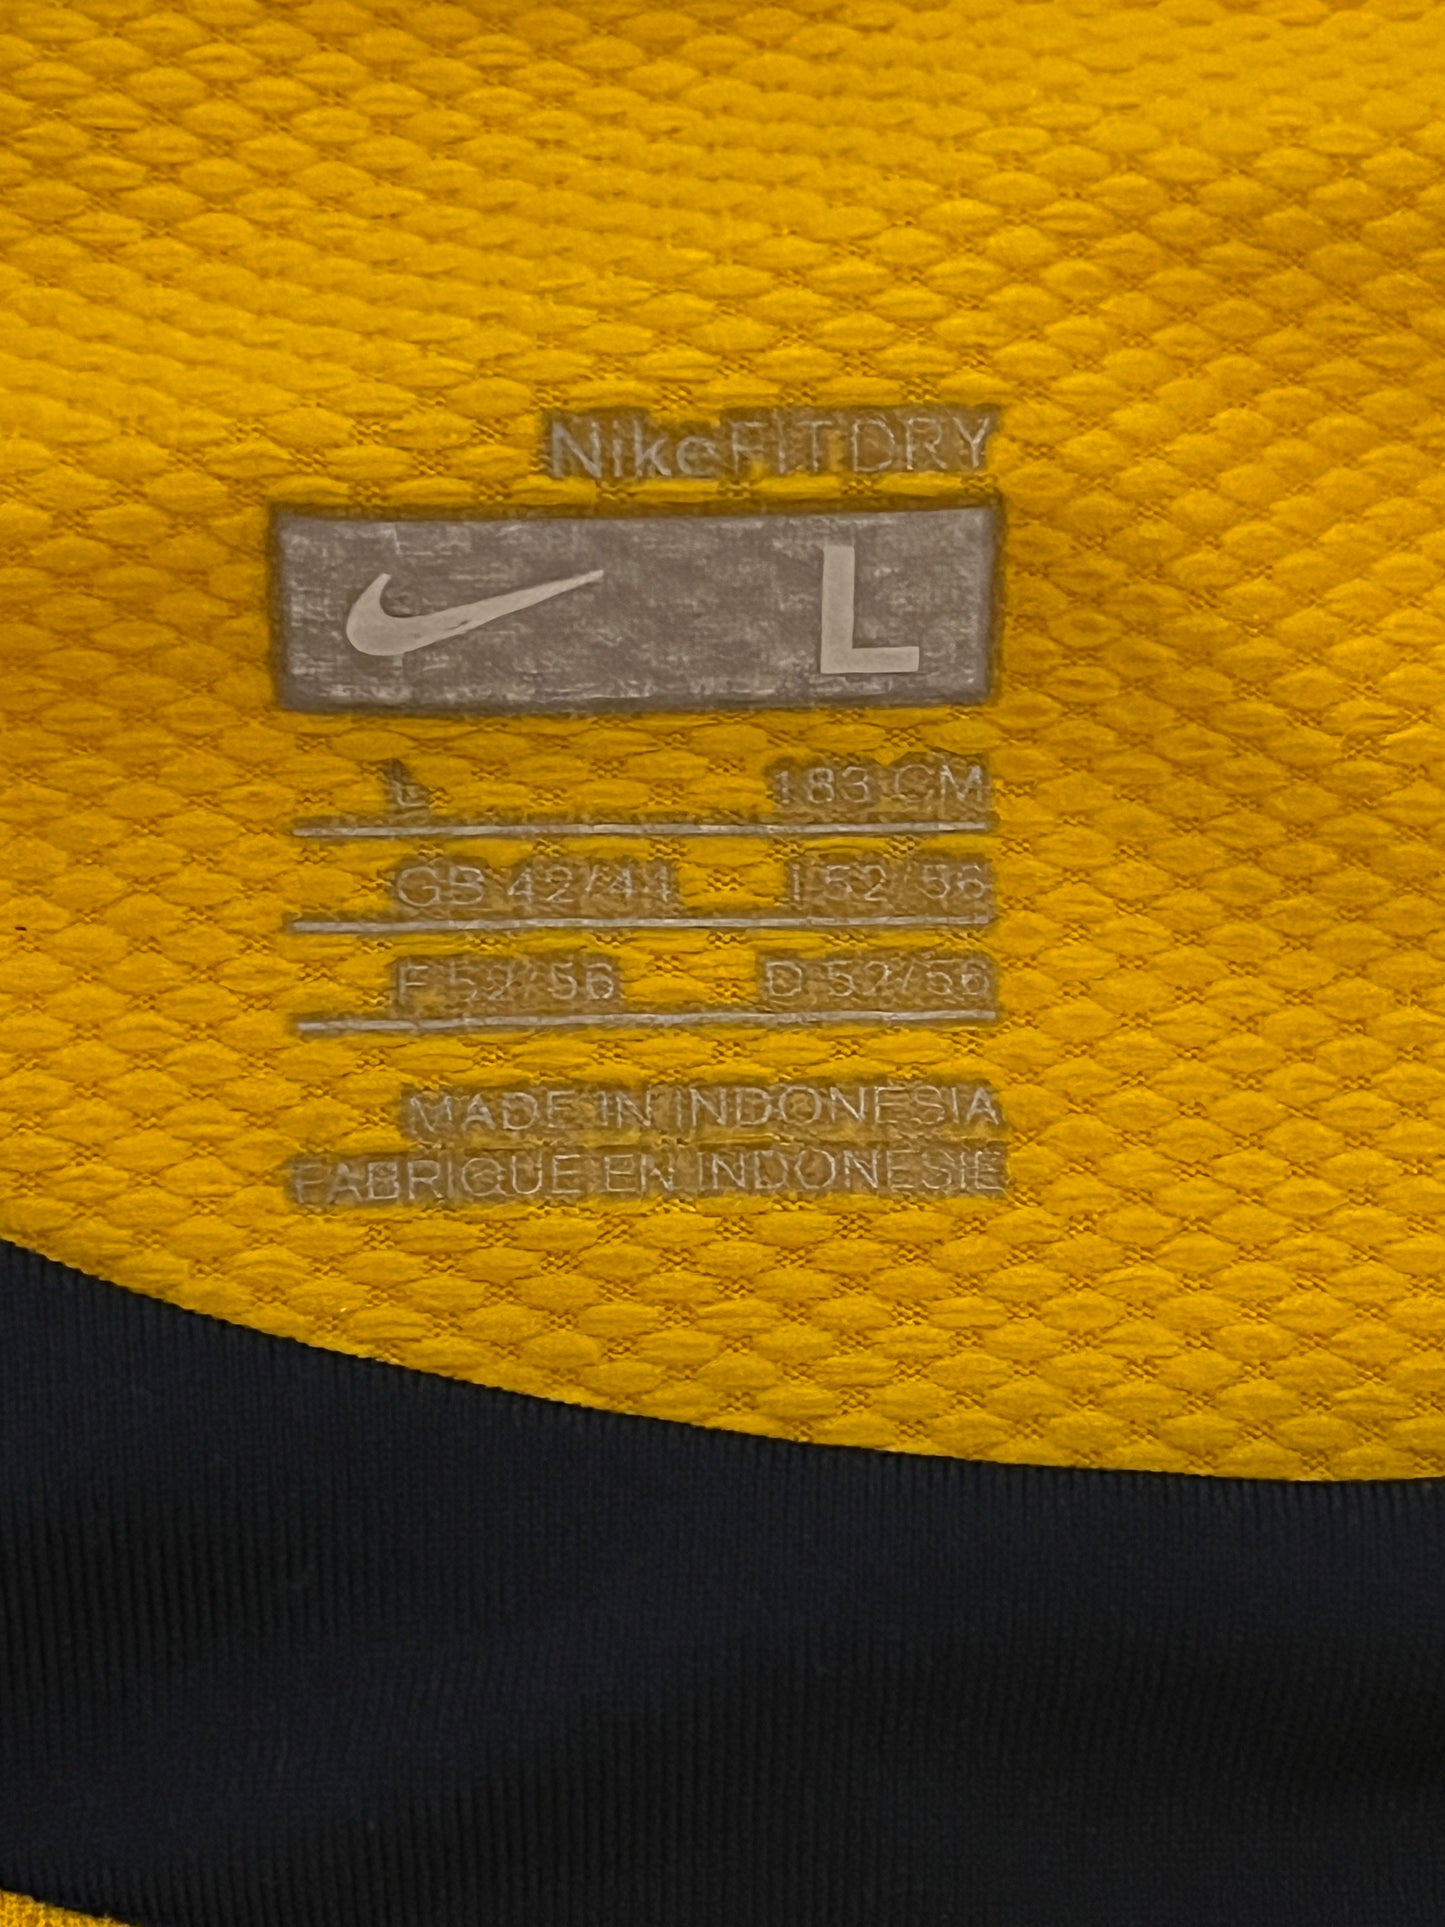 NikeFITDRY
L
L 183 CM
GB 42/44 I 52/56
F 52/56 D 52/56
MADE IN INDONESIA
FABRIQUE EN INDONESIE